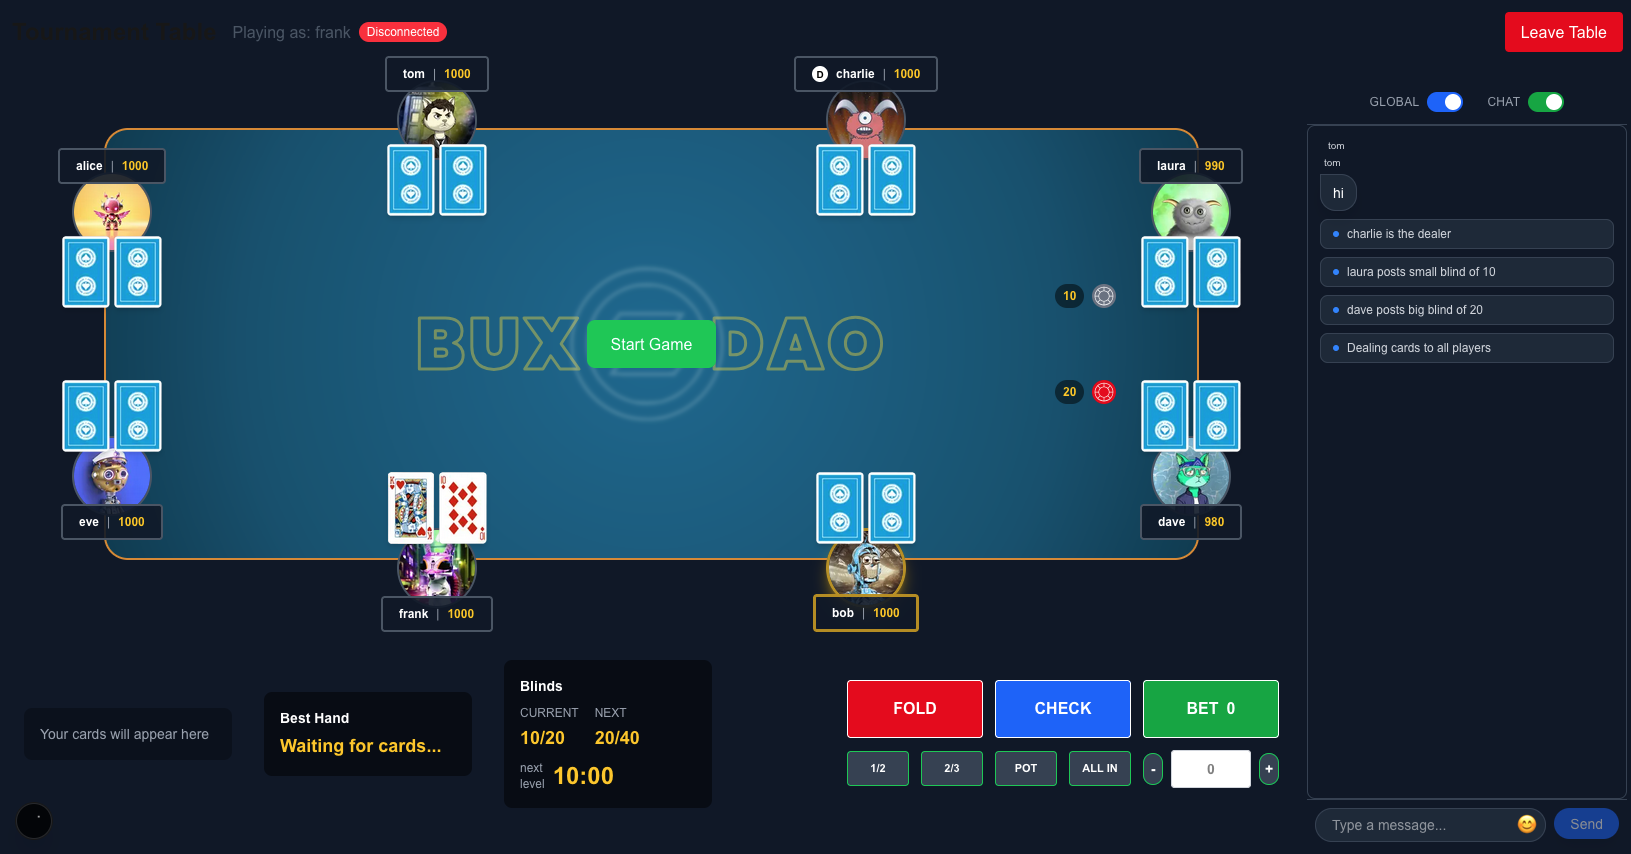 Playing as: frank Disconnected
Leave Table
tom | 1000
D charlie | 1000
GLOBAL CHAT
alice | 1000
laura | 990
tom
tom
hi
charlie is the dealer
laura posts small blind of 10
dave posts big blind of 20
Dealing cards to all players
10
BUX DAO
Start Game
20
K 10
K 10
eve | 1000
dave | 980
frank | 1000
bob | 1000
Your cards will appear here
Best Hand
Waiting for cards...
Blinds
CURRENT NEXT
10/20 20/40
next
level 10:00
FOLD CHECK BET 0
1/2 2/3 POT ALL IN - 0 +
Type a message... Send